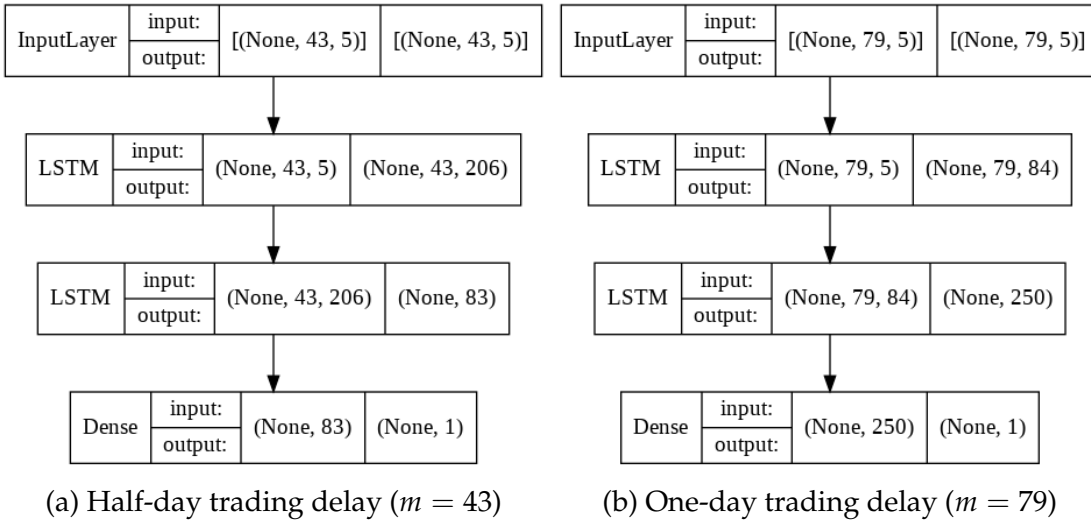 InputLayer input: output: [(None, 43, 5)] [(None, 43, 5)]
LSTM input: output: (None, 43, 5) (None, 43, 206)
LSTM input: output: (None, 43, 206) (None, 83)
Dense input: output: (None, 83) (None, 1)
(a) Half-day trading delay (m = 43)
InputLayer input: output: [(None, 79, 5)] [(None, 79, 5)]
LSTM input: output: (None, 79, 5) (None, 79, 84)
LSTM input: output: (None, 79, 84) (None, 250)
Dense input: output: (None, 250) (None, 1)
(b) One-day trading delay (m = 79)